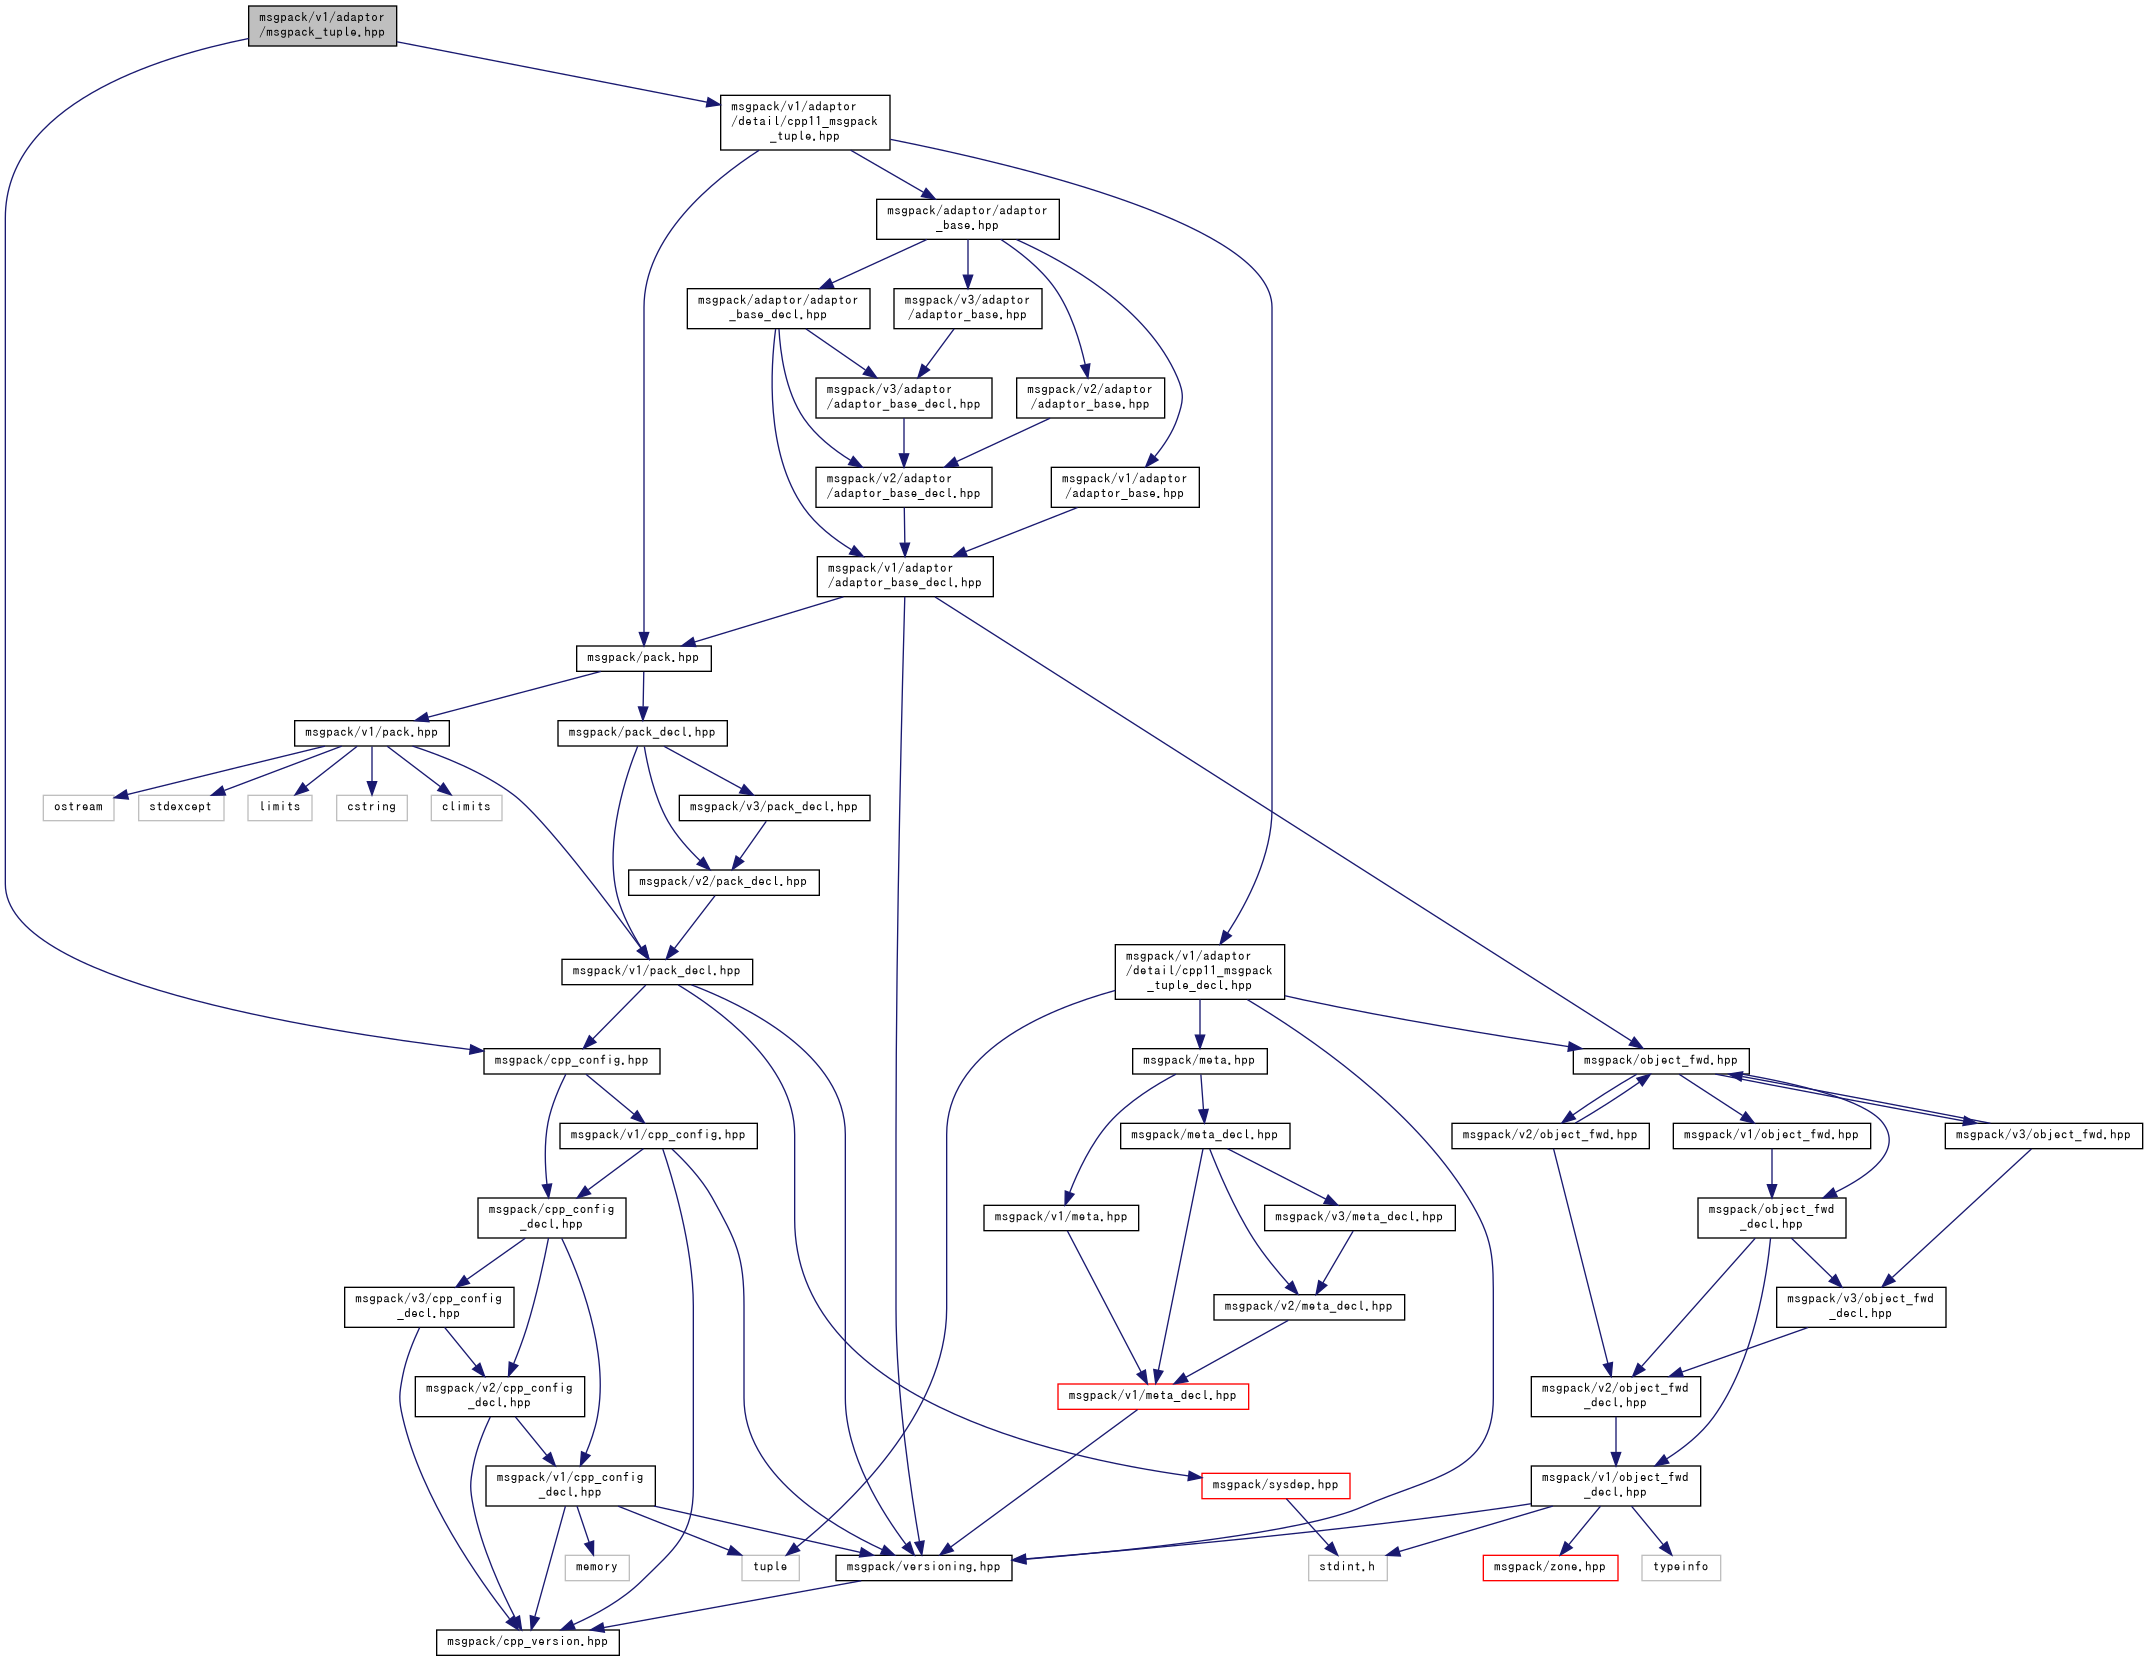 msgpack/v1/adaptor
/msgpack_tuple.hpp
msgpack/v1/adaptor
/detail/cpp11_msgpack
_tuple.hpp
msgpack/adaptor/adaptor
_base.hpp
msgpack/adaptor/adaptor
_base_decl.hpp
msgpack/v3/adaptor
/adaptor_base.hpp
msgpack/v3/adaptor
/adaptor_base_decl.hpp
msgpack/v2/adaptor
/adaptor_base.hpp
msgpack/v2/adaptor
/adaptor_base_decl.hpp
msgpack/v1/adaptor
/adaptor_base.hpp
msgpack/v1/adaptor
/adaptor_base_decl.hpp
msgpack/pack.hpp
msgpack/v1/pack.hpp
msgpack/pack_decl.hpp
ostream
stdexcept
limits
cstring
climits
msgpack/v3/pack_decl.hpp
msgpack/v2/pack_decl.hpp
msgpack/v1/pack_decl.hpp
msgpack/v1/adaptor
/detail/cpp11_msgpack
_tuple_decl.hpp
msgpack/cpp_config.hpp
msgpack/meta.hpp
msgpack/object_fwd.hpp
msgpack/v1/cpp_config.hpp
msgpack/meta_decl.hpp
msgpack/v2/object_fwd.hpp
msgpack/v1/object_fwd.hpp
msgpack/v3/object_fwd.hpp
msgpack/cpp_config
_decl.hpp
msgpack/v1/meta.hpp
msgpack/v3/meta_decl.hpp
msgpack/object_fwd
_decl.hpp
msgpack/v3/cpp_config
_decl.hpp
msgpack/v2/meta_decl.hpp
msgpack/v3/object_fwd
_decl.hpp
msgpack/v2/cpp_config
_decl.hpp
msgpack/v1/meta_decl.hpp
msgpack/v2/object_fwd
_decl.hpp
msgpack/v1/cpp_config
_decl.hpp
msgpack/sysdep.hpp
msgpack/v1/object_fwd
_decl.hpp
memory
tuple
msgpack/versioning.hpp
stdint.h
msgpack/zone.hpp
typeinfo
msgpack/cpp_version.hpp